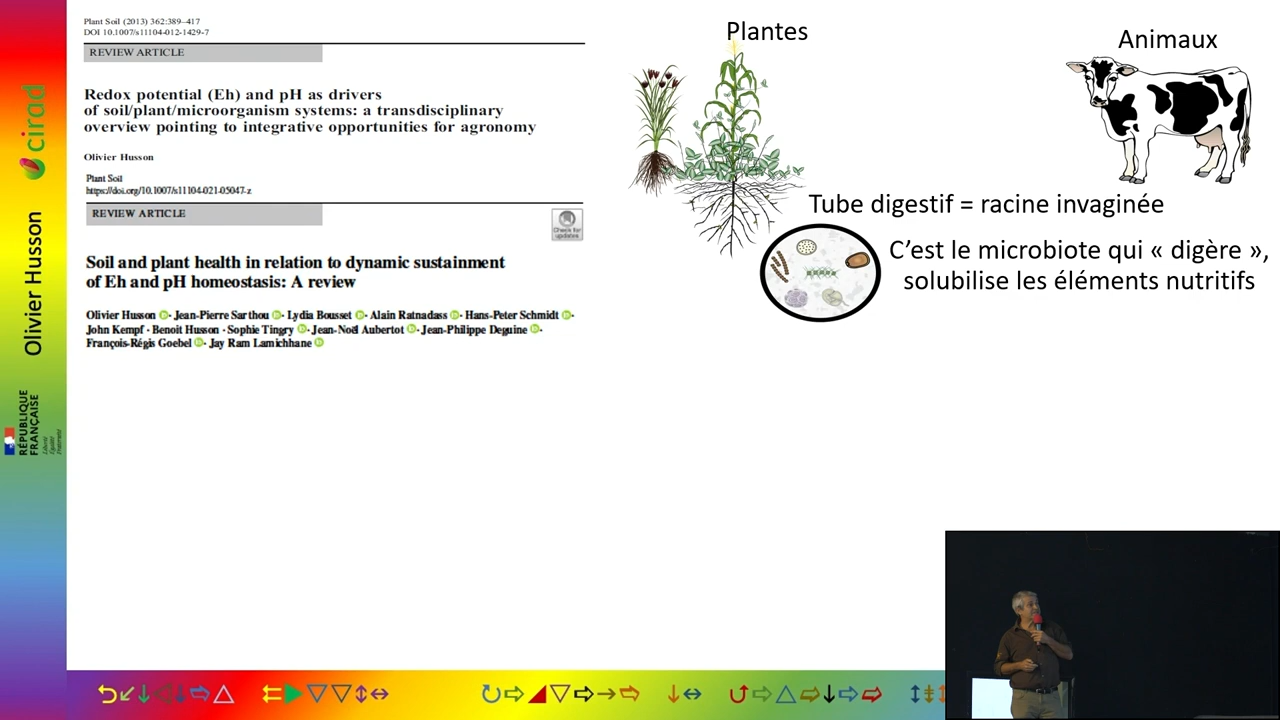 Plant Soil (2013) 362:389–417
DOI 10.1007/s11104-012-1429-7
REVIEW ARTICLE
Redox potential (Eh) and pH as drivers
of soil/plant/microorganism systems: a transdisciplinary
overview pointing to integrative opportunities for agronomy
Olivier Husson
Plant Soil
https://doi.org/10.1007/s11104-021-05047-z
REVIEW ARTICLE
Check for
updates
Soil and plant health in relation to dynamic sustainment
of Eh and pH homeostasis: A review
Olivier Husson · Jean-Pierre Sarthou · Lydia Bousset · Alain Ratnadass · Hans-Peter Schmidt ·
John Kempf · Benoit Husson · Sophie Tingry · Jean-Noël Aubertot · Jean-Philippe Deguine ·
François-Régis Goebel · Jay Ram Lamichhane
Plantes
Animaux
Tube digestif = racine invaginée
C’est le microbiote qui « digère »,
solubilise les éléments nutritifs
cirad
Olivier Husson
RÉPUBLIQUE
FRANÇAISE
Liberté
Égalité
Fraternité